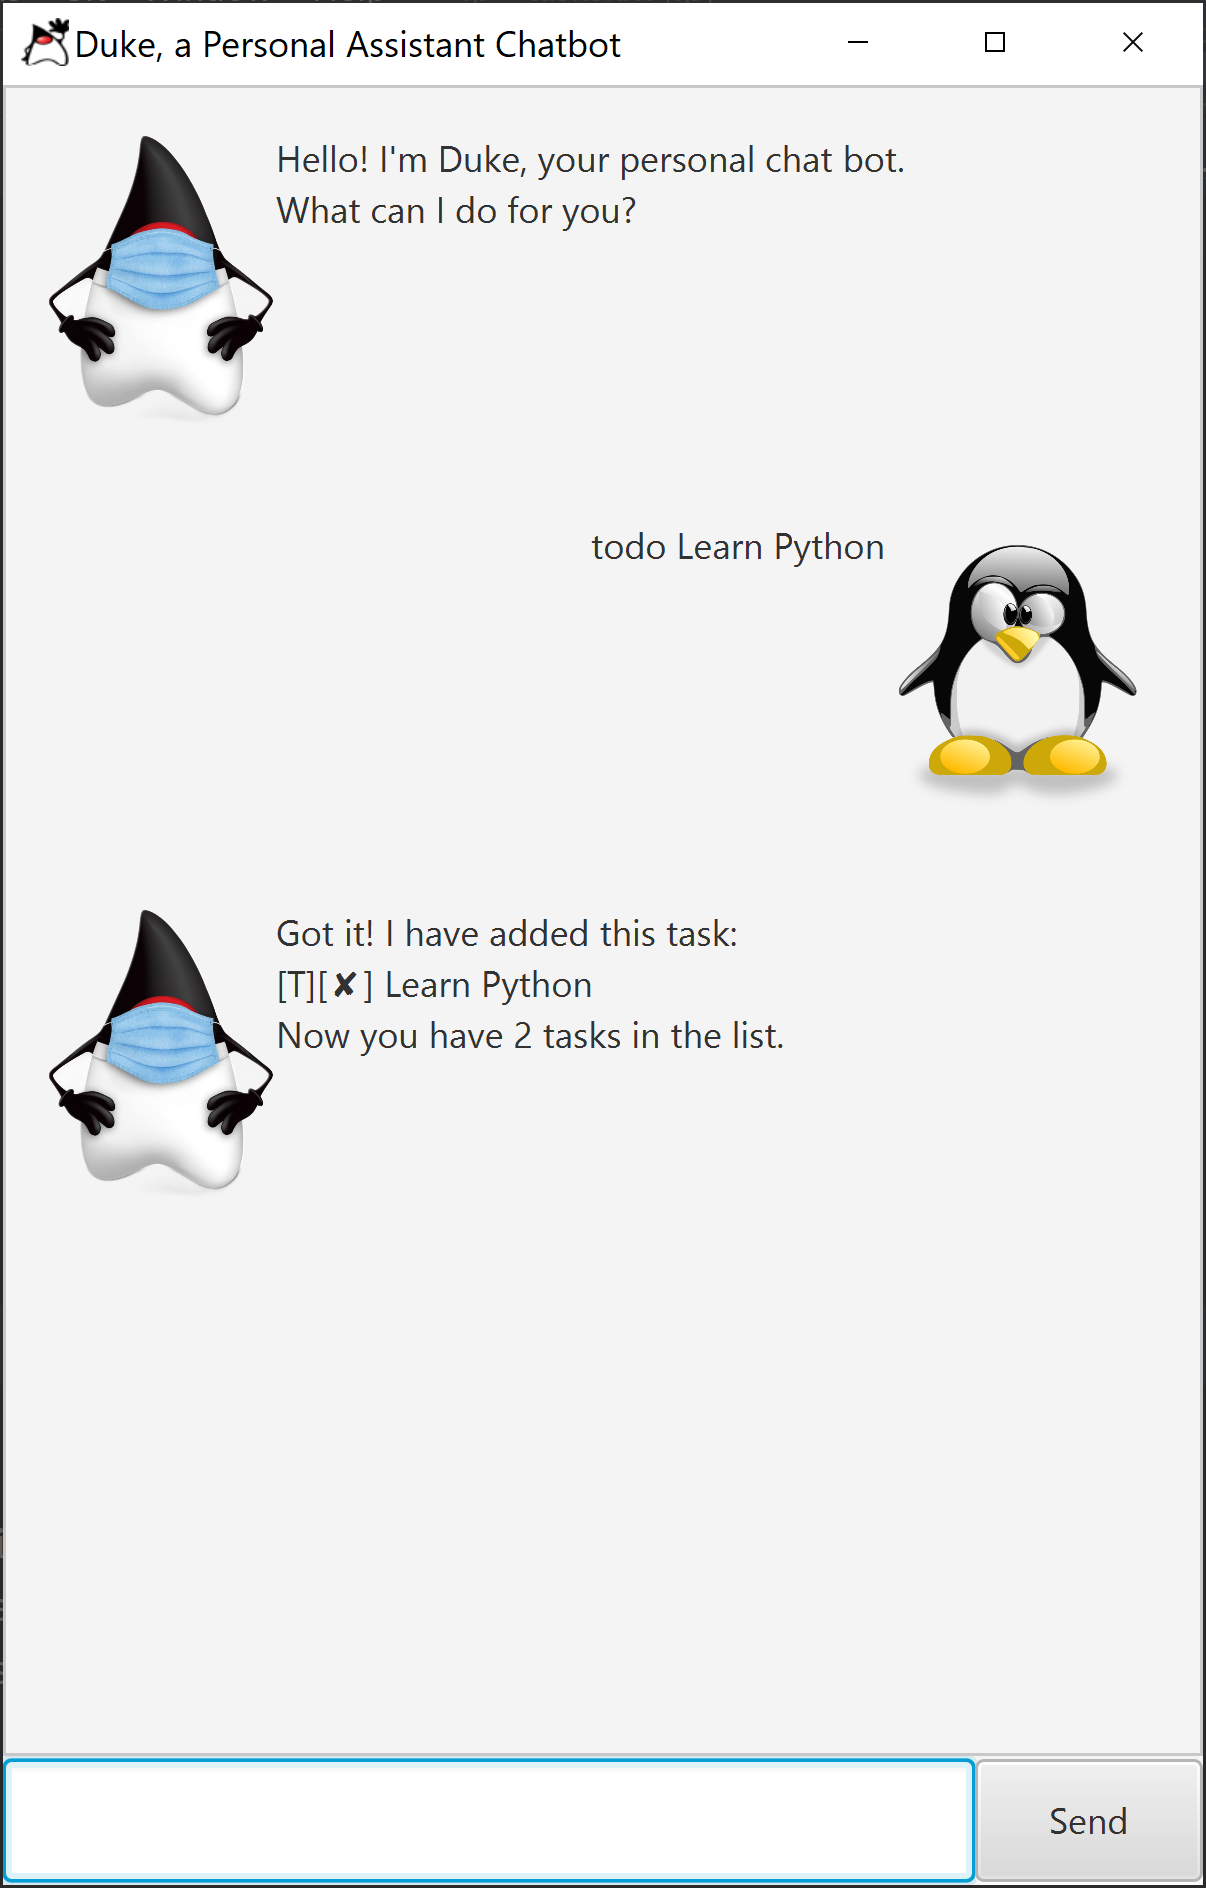 Duke, a Personal Assistant Chatbot
Hello! I'm Duke, your personal chat bot.
What can I do for you?
todo Learn Python
Got it! I have added this task:
[T][✘] Learn Python
Now you have 2 tasks in the list.
Send